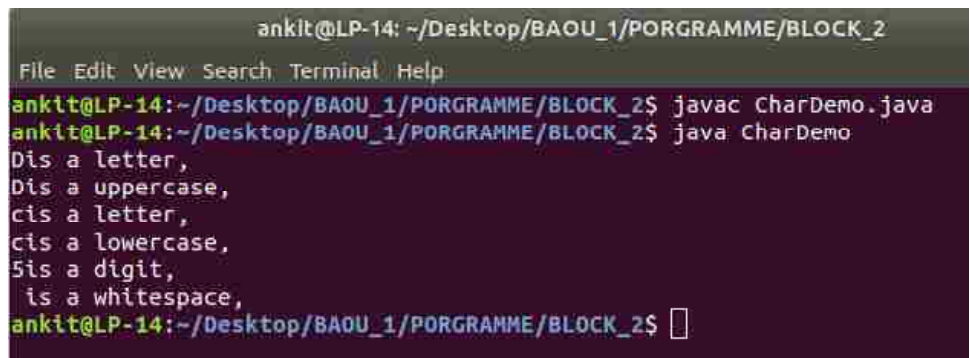 ankit@LP-14: ~/Desktop/BAOU_1/PORGRAMME/BLOCK_2
File Edit View Search Terminal Help
ankit@LP-14:~/Desktop/BAOU_1/PORGRAMME/BLOCK_2$ javac CharDemo.java
ankit@LP-14:~/Desktop/BAOU_1/PORGRAMME/BLOCK_2$ java CharDemo
Dis a letter,
Dis a uppercase,
cis a letter,
cis a lowercase,
5is a digit,
 is a whitespace,
ankit@LP-14:~/Desktop/BAOU_1/PORGRAMME/BLOCK_2$